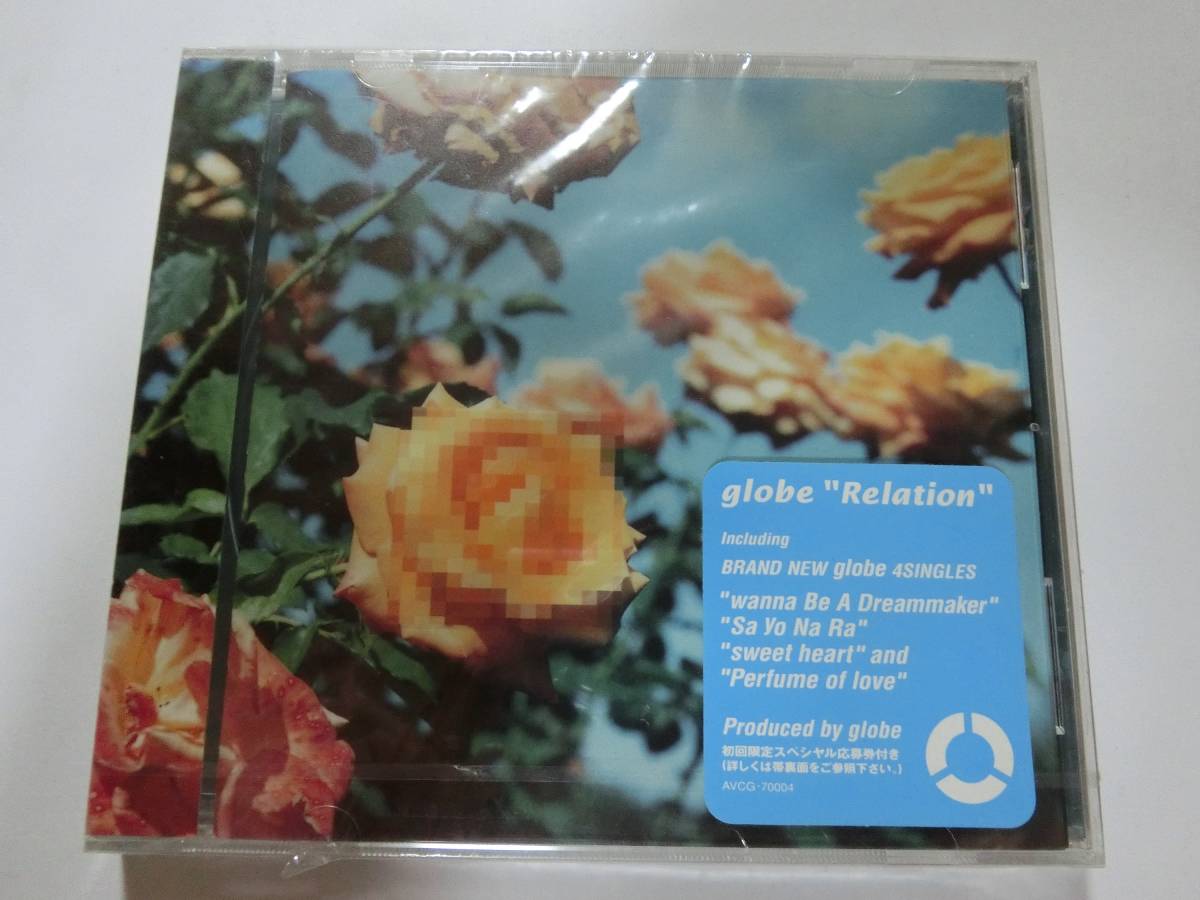 globe "Relation"
Including
BRAND NEW globe 4SINGLES
"wanna Be A Dreammaker"
"Sa Yo Na Ra"
"sweet heart" and
"Perfume of love"
Produced by globe
初回限定スペシャル応募券付き
(詳しくは帯裏面をご参照下さい。)
AVCG-70004